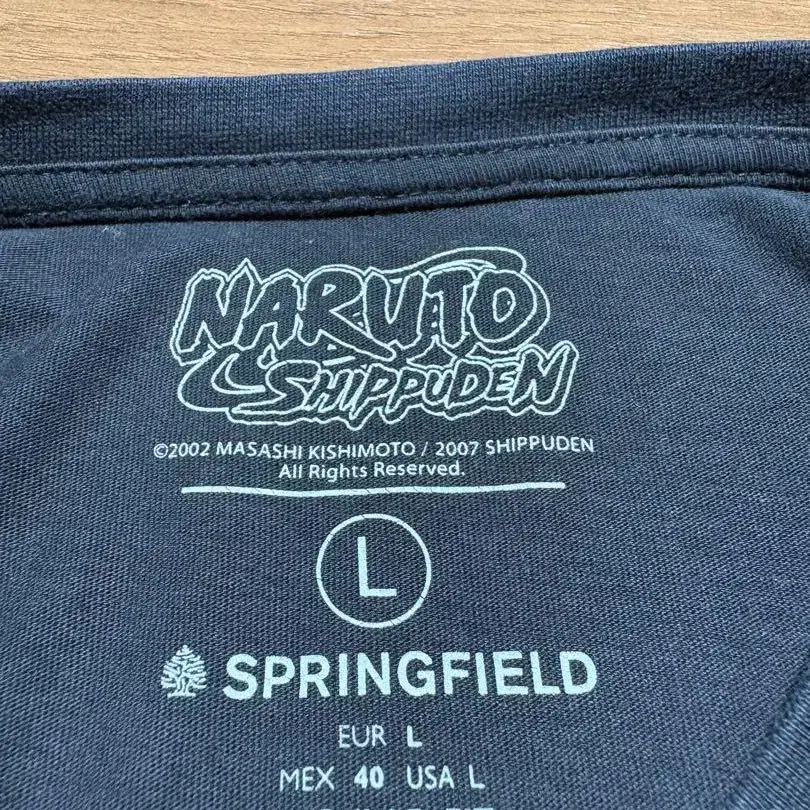 NARUTO
SHIPPUDEN
©2002 MASASHI KISHIMOTO / 2007 SHIPPUDEN
All Rights Reserved.
L
SPRINGFIELD
EUR L
MEX 40 USA L